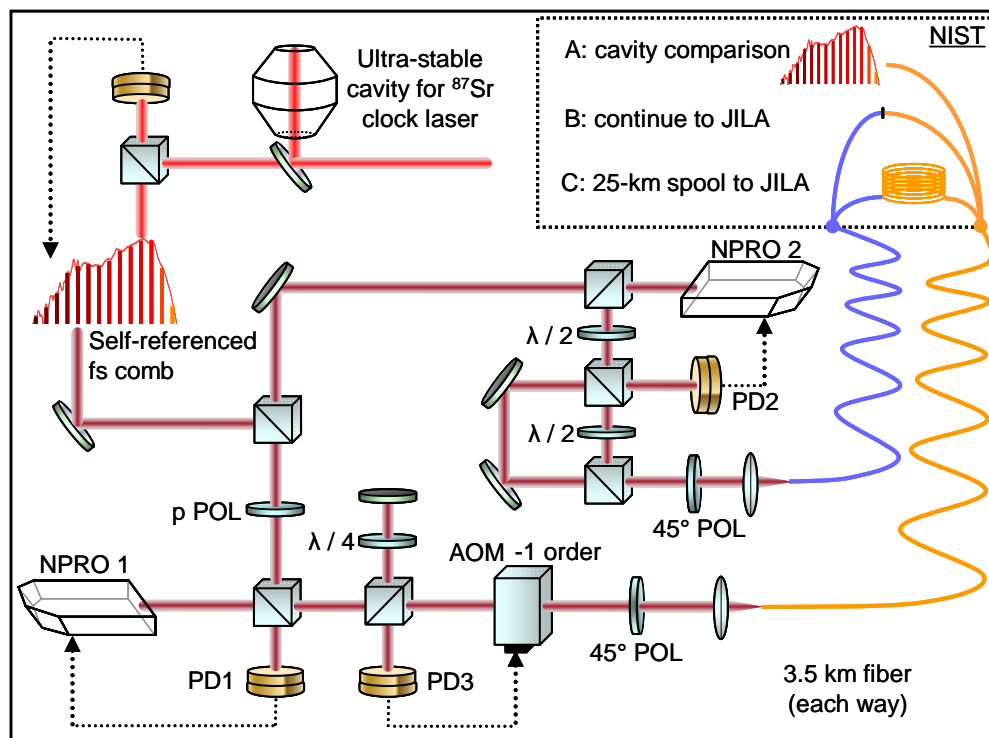 NIST
A: cavity comparison
B: continue to JILA
C: 25-km spool to JILA
Ultra-stable
cavity for ⁸⁷Sr
clock laser
Self-referenced
fs comb
NPRO 2
λ / 2
PD2
λ / 2
45° POL
p POL
λ / 4
AOM -1 order
NPRO 1
45° POL
PD1
PD3
3.5 km fiber
(each way)